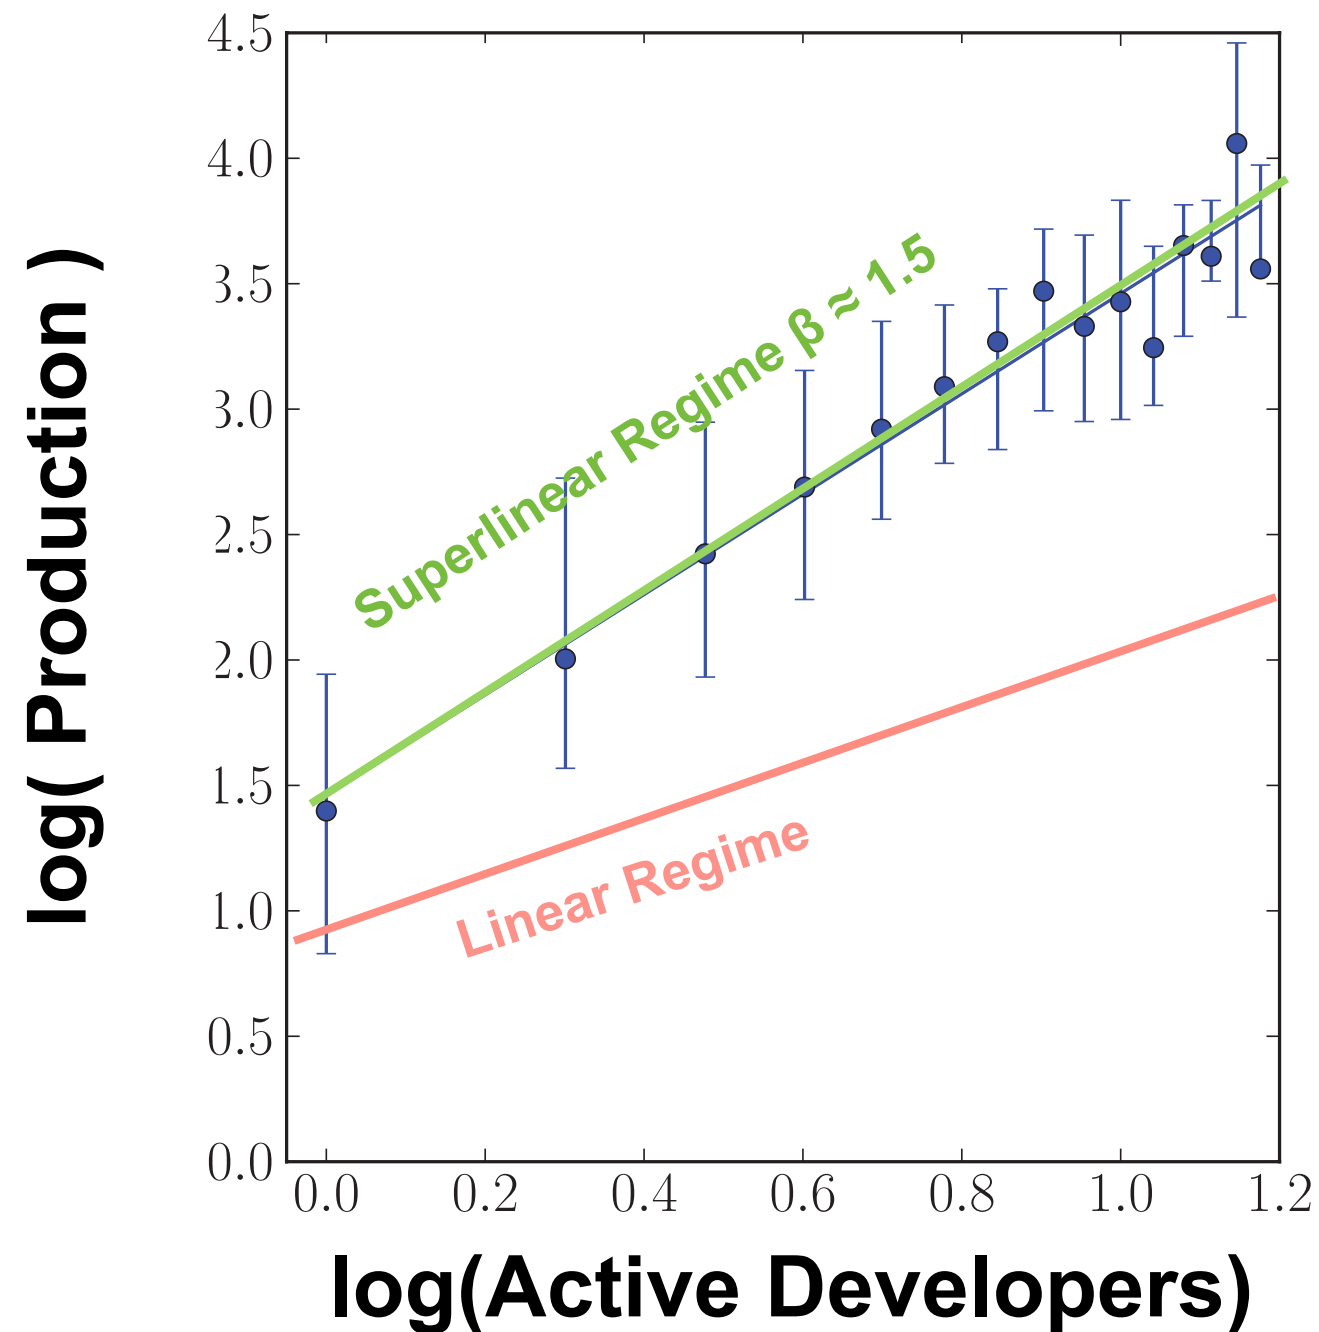 log( Production )
4.5
4.0
3.5
3.0
2.5
2.0
1.5
1.0
0.5
0.0
Superlinear Regime β ≈ 1.5
Linear Regime
0.0 0.2 0.4 0.6 0.8 1.0 1.2
log(Active Developers)